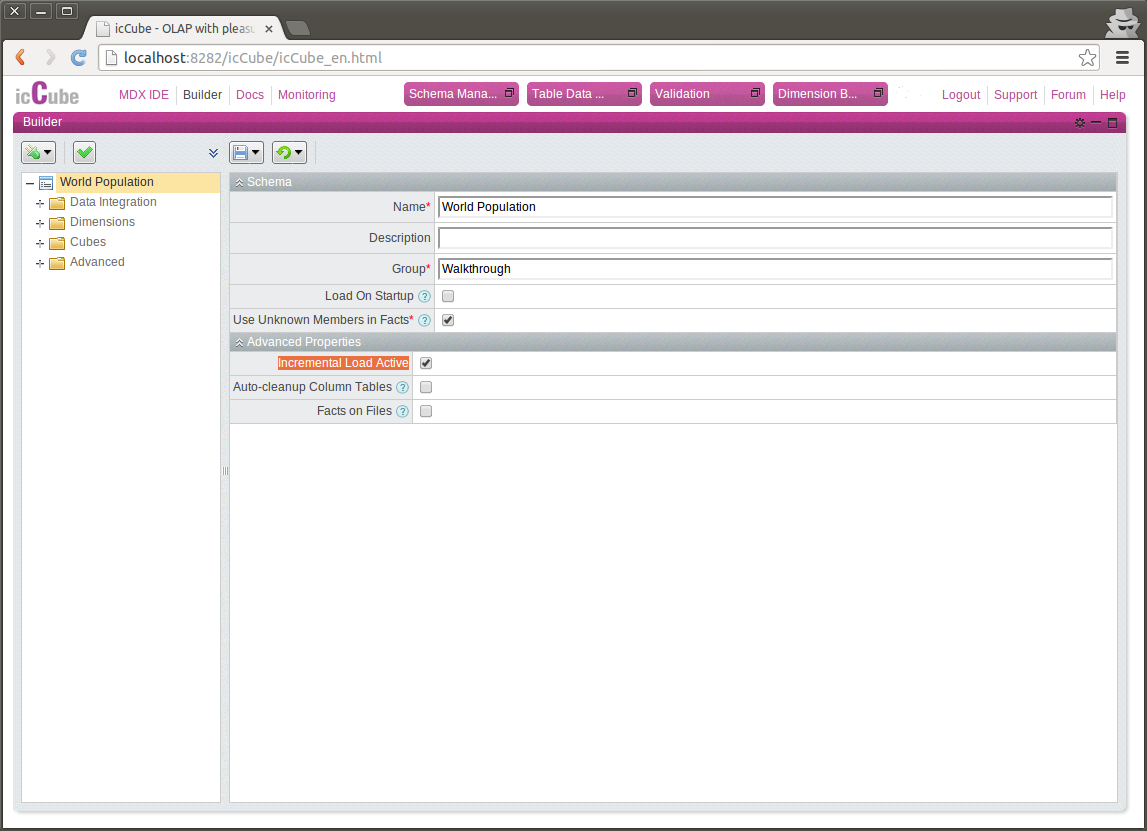 icCube - OLAP with pleasu
localhost:8282/icCube/icCube_en.html
icCube
MDX IDE Builder Docs Monitoring Schema Mana... Table Data ... Validation Dimension B... Logout Support Forum Help
Builder
World Population
Data Integration
Dimensions
Cubes
Advanced
Schema
Name* World Population
Description
Group* Walkthrough
Load On Startup ?
Use Unknown Members in Facts* ?
Advanced Properties
Incremental Load Active
Auto-cleanup Column Tables ?
Facts on Files ?